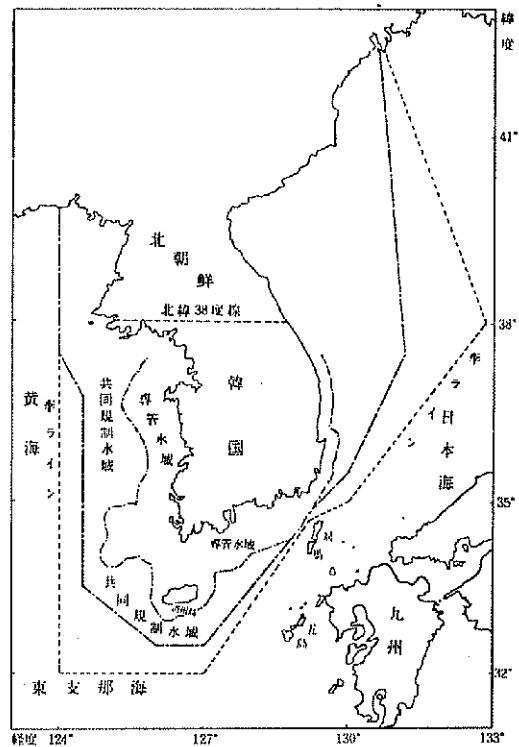 緯度
41°
北朝鮮
北緯38度線
38°
韓国
黄海
李ライン
共同規制水域
専管水域
李ライン
日本海
35°
専管水域
対馬
共同規制水域
済州島
五島
九州
東支那海
32°
経度
124°
127°
130°
133°